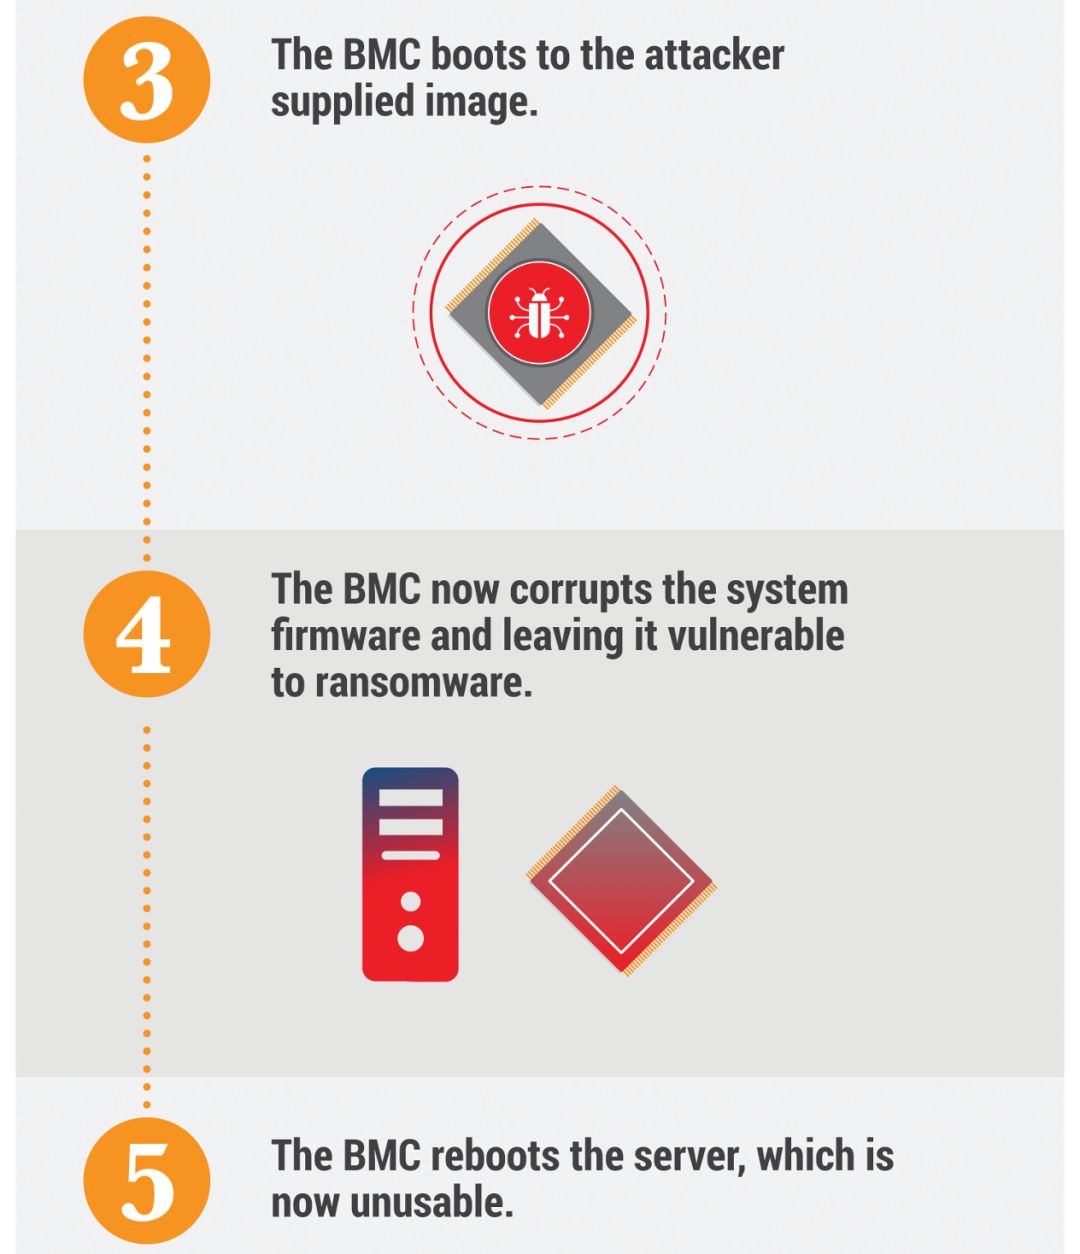 3
The BMC boots to the attacker
supplied image.
4
The BMC now corrupts the system
firmware and leaving it vulnerable
to ransomware.
5
The BMC reboots the server, which is
now unusable.